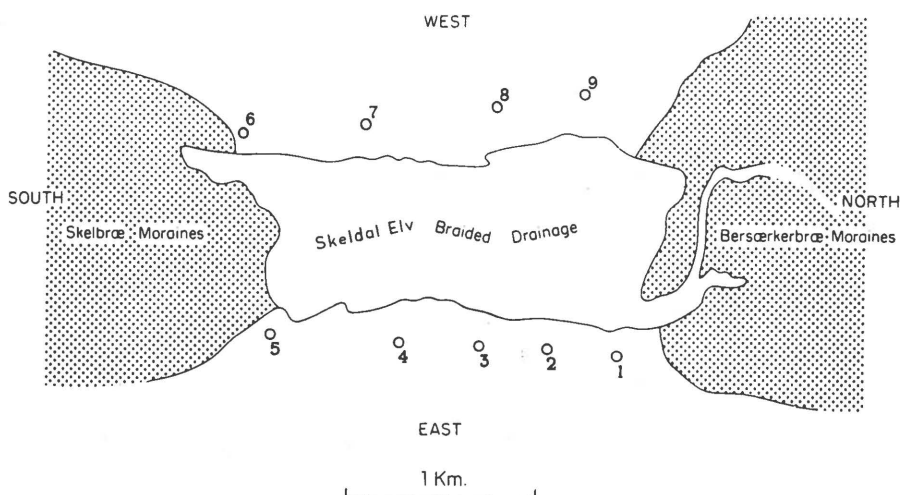 WEST
9
8
7
6
SOUTH
NORTH
Skelbræ Moraines
Skeldal Elv Braided Drainage
Bersærkerbræ Moraines
5
4
3
2
1
EAST
1 Km.